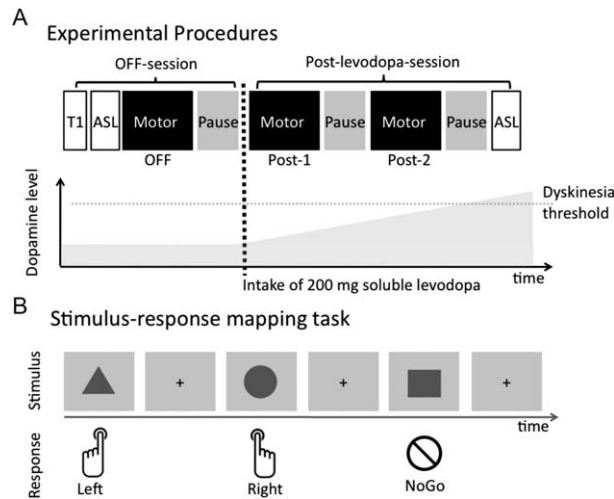 A
Experimental Procedures
OFF-session
Post-levodopa-session
T1 ASL Motor Pause Motor Pause Motor Pause ASL
OFF Post-1 Post-2
Dopamine level
Dyskinesia
threshold
Intake of 200 mg soluble levodopa
time
B
Stimulus-response mapping task
Stimulus
+ + +
time
Response
Left Right NoGo